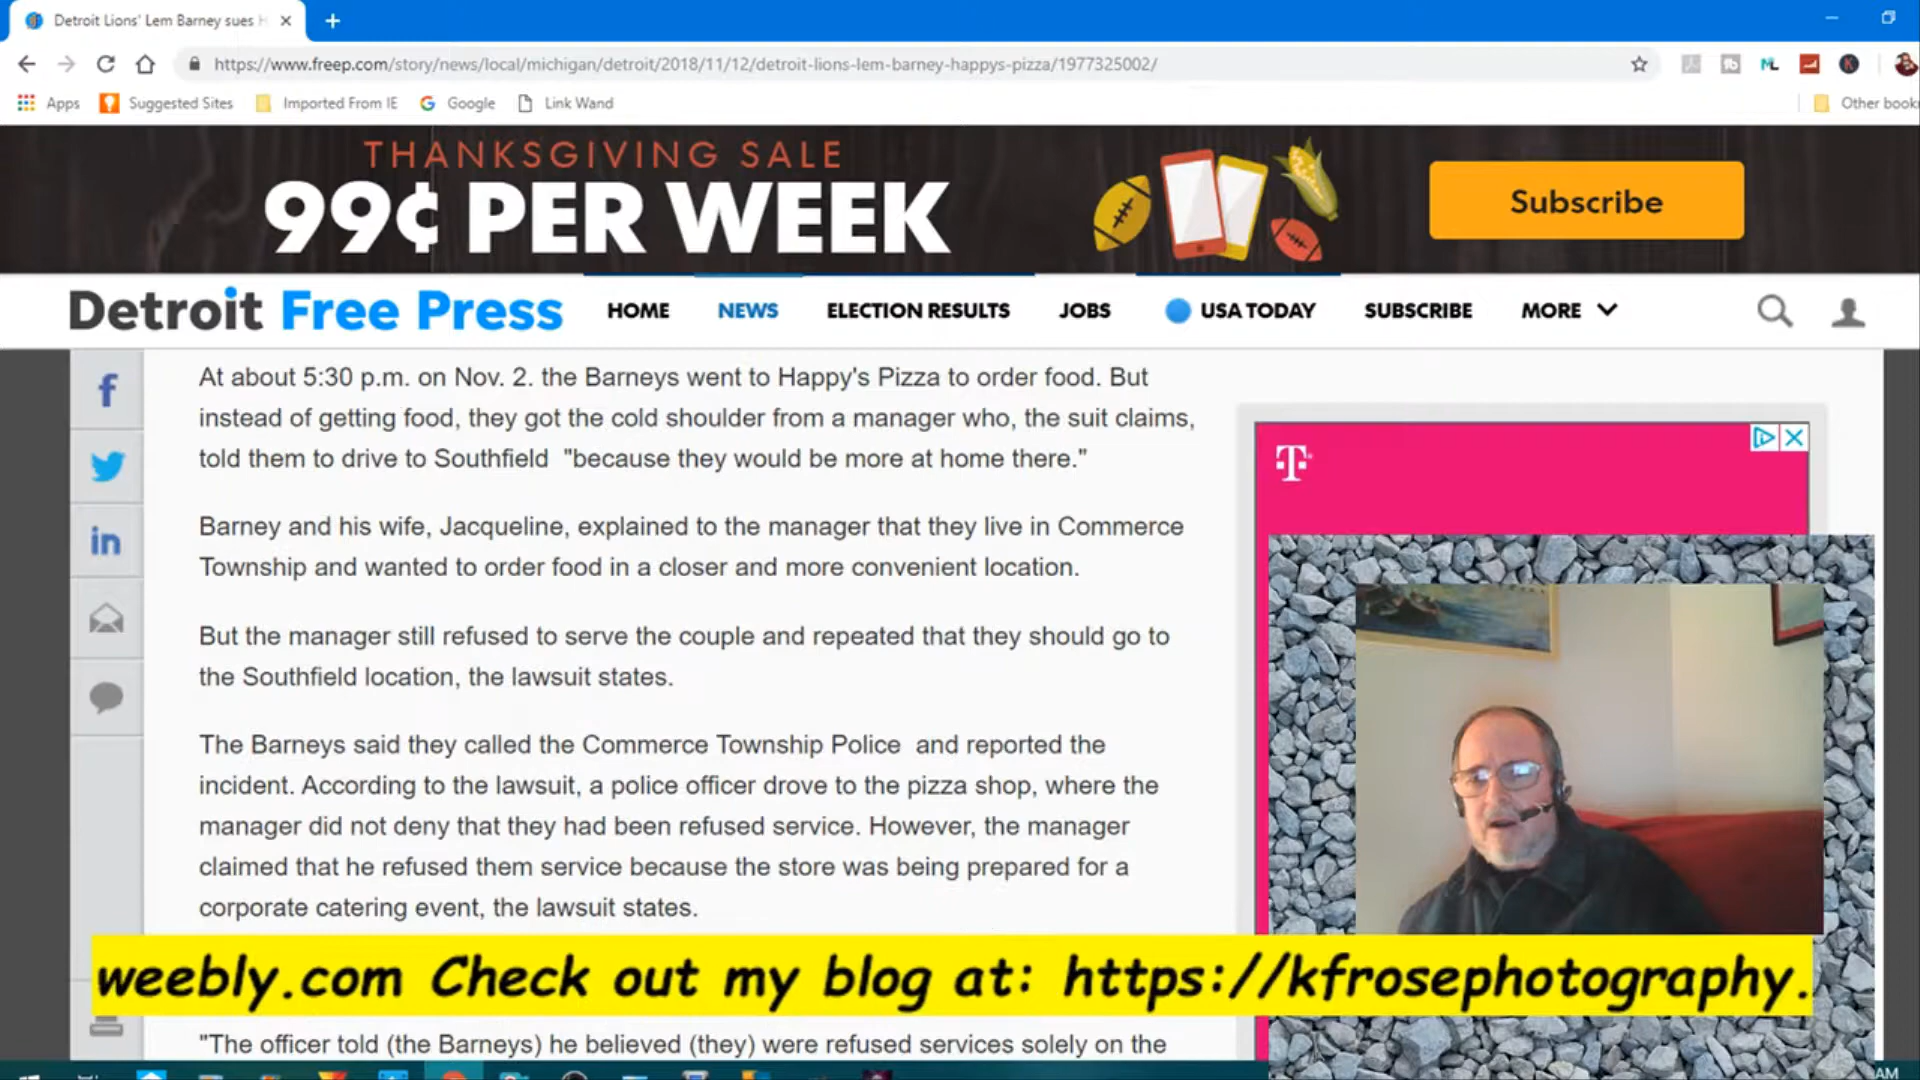 Detroit Lions' Lem Barney sues H
https://www.freep.com/story/news/local/michigan/detroit/2018/11/12/detroit-lions-lem-barney-happys-pizza/1977325002/
Apps Suggested Sites Imported From IE Google Link Wand Other book
THANKSGIVING SALE
99¢ PER WEEK
Subscribe
Detroit Free Press HOME NEWS ELECTION RESULTS JOBS USA TODAY SUBSCRIBE MORE
At about 5:30 p.m. on Nov. 2. the Barneys went to Happy's Pizza to order food. But
instead of getting food, they got the cold shoulder from a manager who, the suit claims,
told them to drive to Southfield "because they would be more at home there."
Barney and his wife, Jacqueline, explained to the manager that they live in Commerce
Township and wanted to order food in a closer and more convenient location.
But the manager still refused to serve the couple and repeated that they should go to
the Southfield location, the lawsuit states.
The Barneys said they called the Commerce Township Police and reported the
incident. According to the lawsuit, a police officer drove to the pizza shop, where the
manager did not deny that they had been refused service. However, the manager
claimed that he refused them service because the store was being prepared for a
corporate catering event, the lawsuit states.
weebly.com Check out my blog at: https://kfrosephotography.
"The officer told (the Barneys) he believed (they) were refused services solely on the
AM